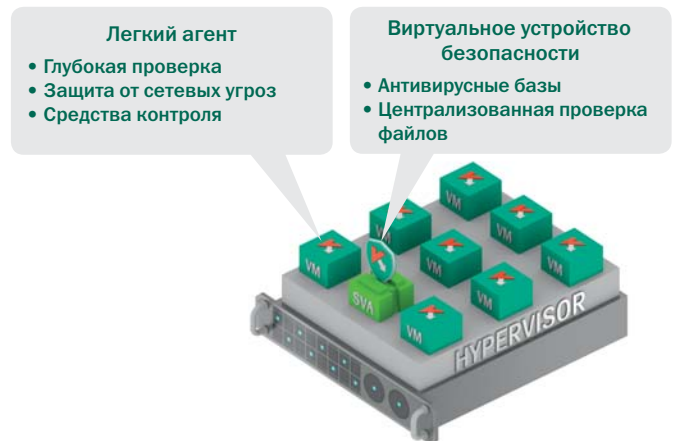 Легкий агент
• Глубокая проверка
• Защита от сетевых угроз
• Средства контроля
Виртуальное устройство
безопасности
• Антивирусные базы
• Централизованная проверка
файлов
VM
VM
VM
VM
VM
SVA
VM
VM
VM
HYPERVISOR